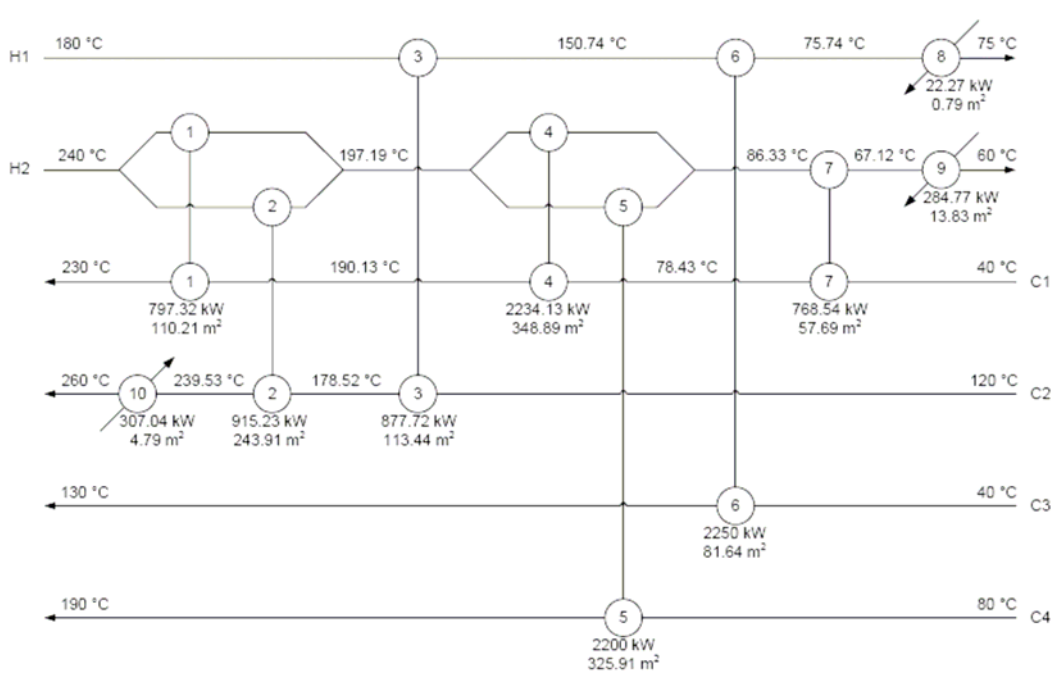 180 °C 150.74 °C 75.74 °C 75 °C
H1 3 6 8
22.27 kW
0.79 m²
1 4
240 °C 197.19 °C 86.33 °C 67.12 °C 60 °C
H2 7 9
284.77 kW
13.83 m²
2 5
230 °C 190.13 °C 78.43 °C 40 °C
1 4 7 C1
797.32 kW 2234.13 kW 768.54 kW
110.21 m² 348.89 m² 57.69 m²
260 °C 239.53 °C 178.52 °C 120 °C
10 2 3 C2
307.04 kW 915.23 kW 877.72 kW
4.79 m² 243.91 m² 113.44 m²
130 °C 40 °C
6 C3
2250 kW
81.64 m²
190 °C 80 °C
5 C4
2200 kW
325.91 m²